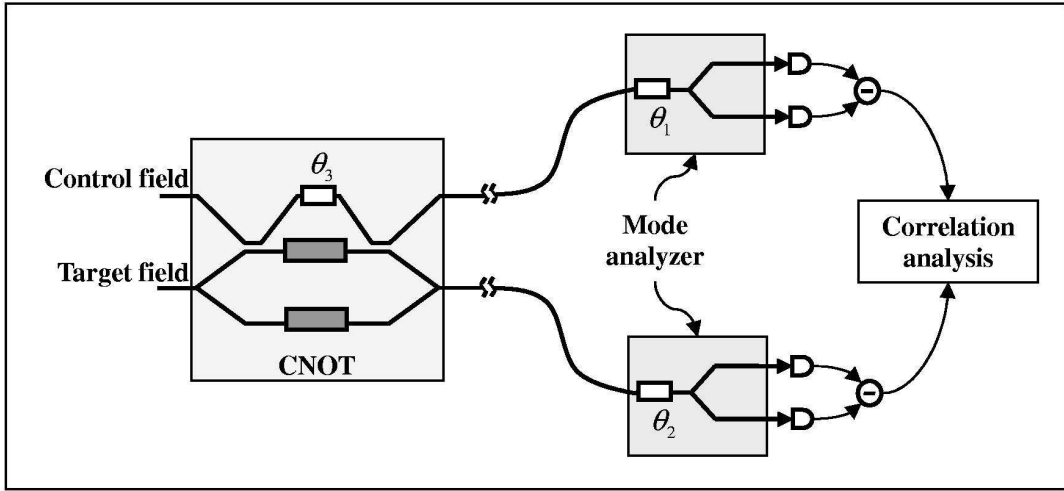 Control field
θ₃
Target field
CNOT
θ₁
Mode
analyzer
θ₂
Correlation
analysis